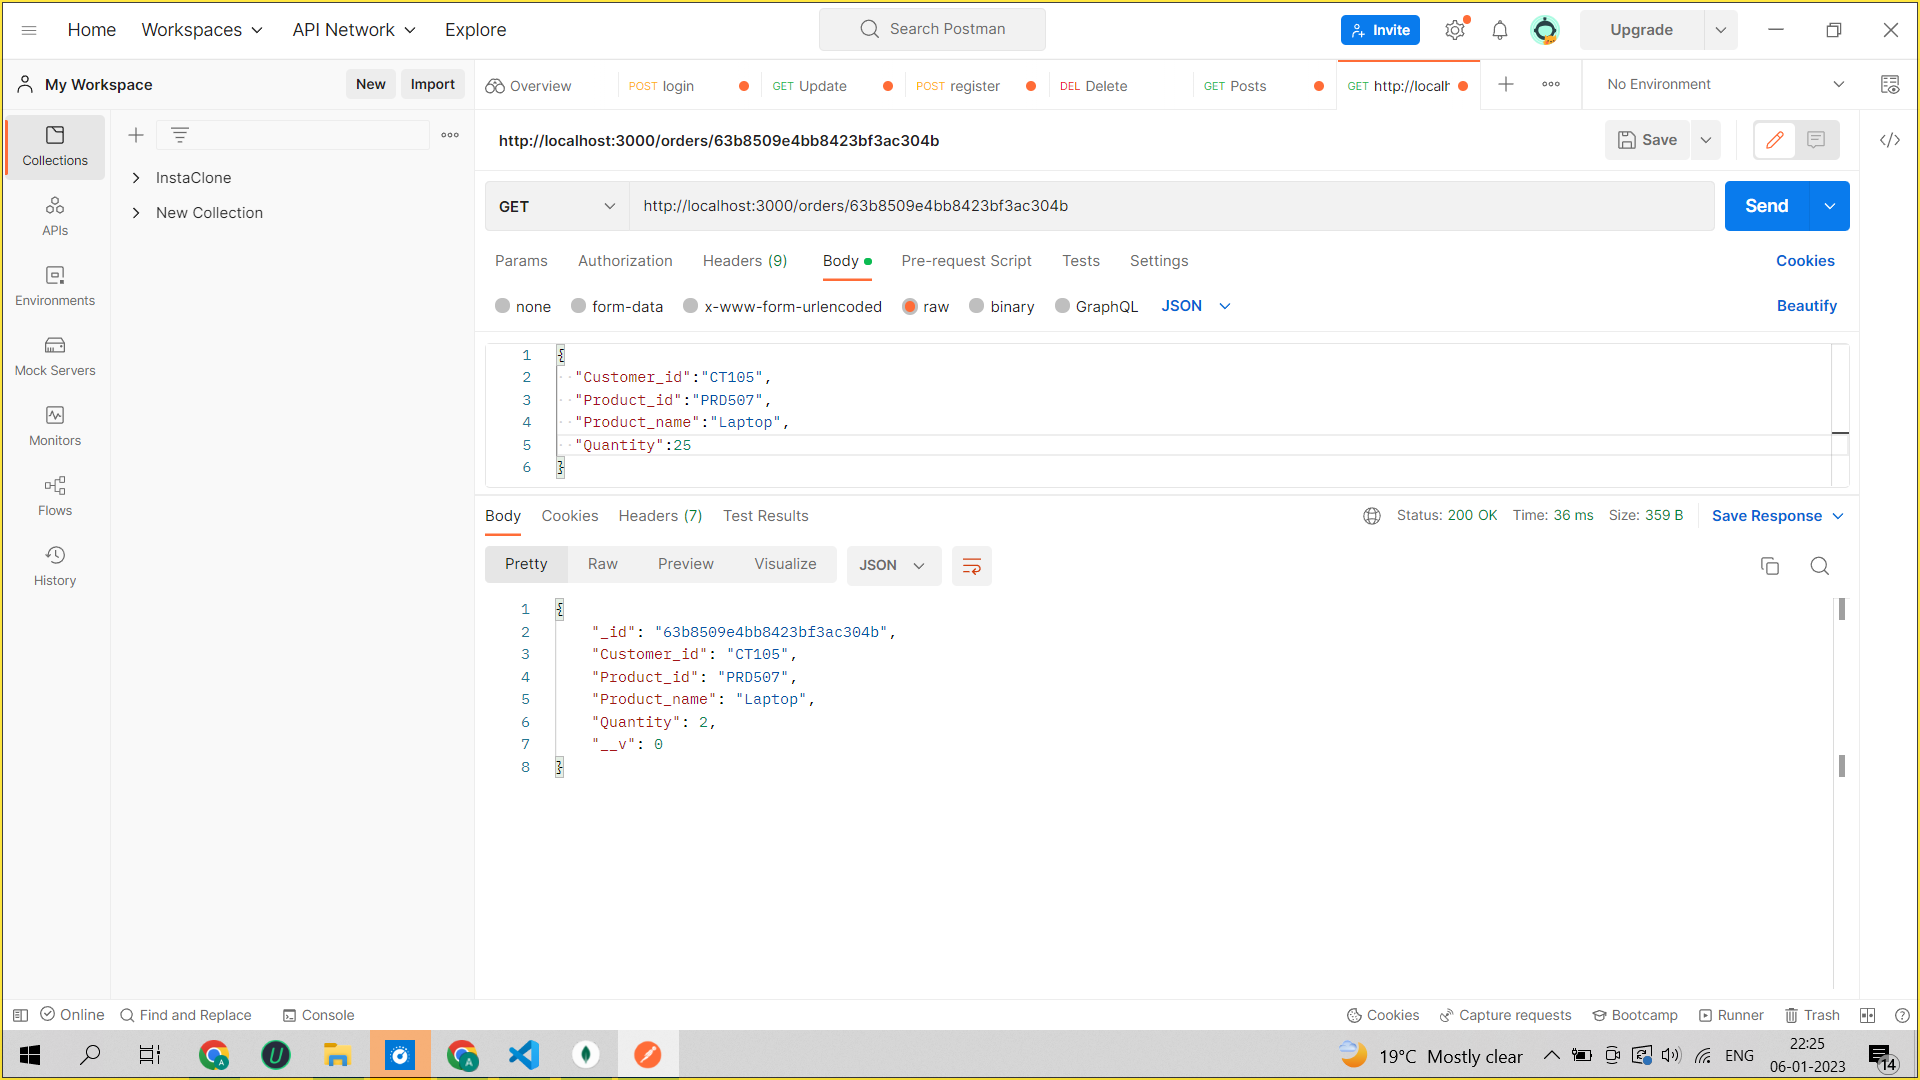 Home Workspaces API Network Explore Search Postman Invite Upgrade
My Workspace New Import Overview POST login GET Update POST register DEL Delete GET Posts GET http://localh No Environment
Collections
APIs
Environments
Mock Servers
Monitors
Flows
History
InstaClone
New Collection
http://localhost:3000/orders/63b8509e4bb8423bf3ac304b Save
GET http://localhost:3000/orders/63b8509e4bb8423bf3ac304b Send
Params Authorization Headers (9) Body Pre-request Script Tests Settings Cookies
none form-data x-www-form-urlencoded raw binary GraphQL JSON Beautify
1 {
2 "Customer_id":"CT105",
3 "Product_id":"PRD507",
4 "Product_name":"Laptop",
5 "Quantity":25
6 }
Body Cookies Headers (7) Test Results Status: 200 OK Time: 36 ms Size: 359 B Save Response
Pretty Raw Preview Visualize JSON
1 {
2 "_id": "63b8509e4bb8423bf3ac304b",
3 "Customer_id": "CT105",
4 "Product_id": "PRD507",
5 "Product_name": "Laptop",
6 "Quantity": 2,
7 "__v": 0
8 }
Online Find and Replace Console Cookies Capture requests Bootcamp Runner Trash
19°C Mostly clear ENG 22:25
06-01-2023 14